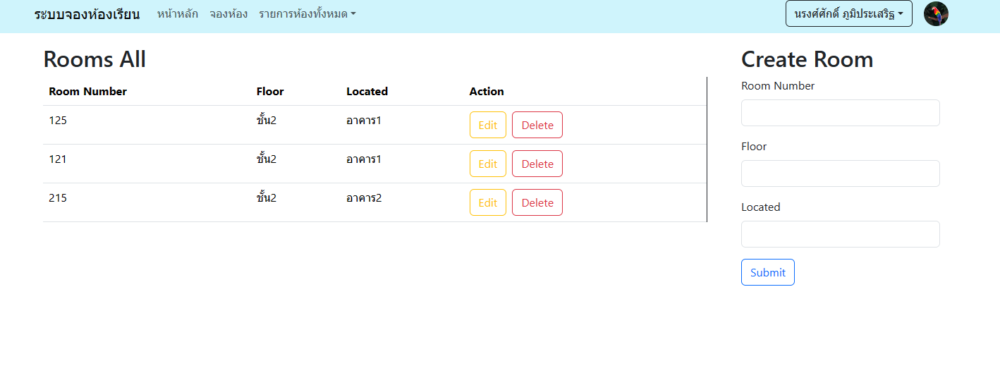 ระบบจองห้องเรียน หน้าหลัก จองห้อง รายการห้องทั้งหมด นรงศ์ศักดิ์ ภูมิประเสริฐ
Rooms All
Room Number Floor Located Action
125 ชั้น2 อาคาร1 Edit Delete
121 ชั้น2 อาคาร1 Edit Delete
215 ชั้น2 อาคาร2 Edit Delete
Create Room
Room Number
Floor
Located
Submit